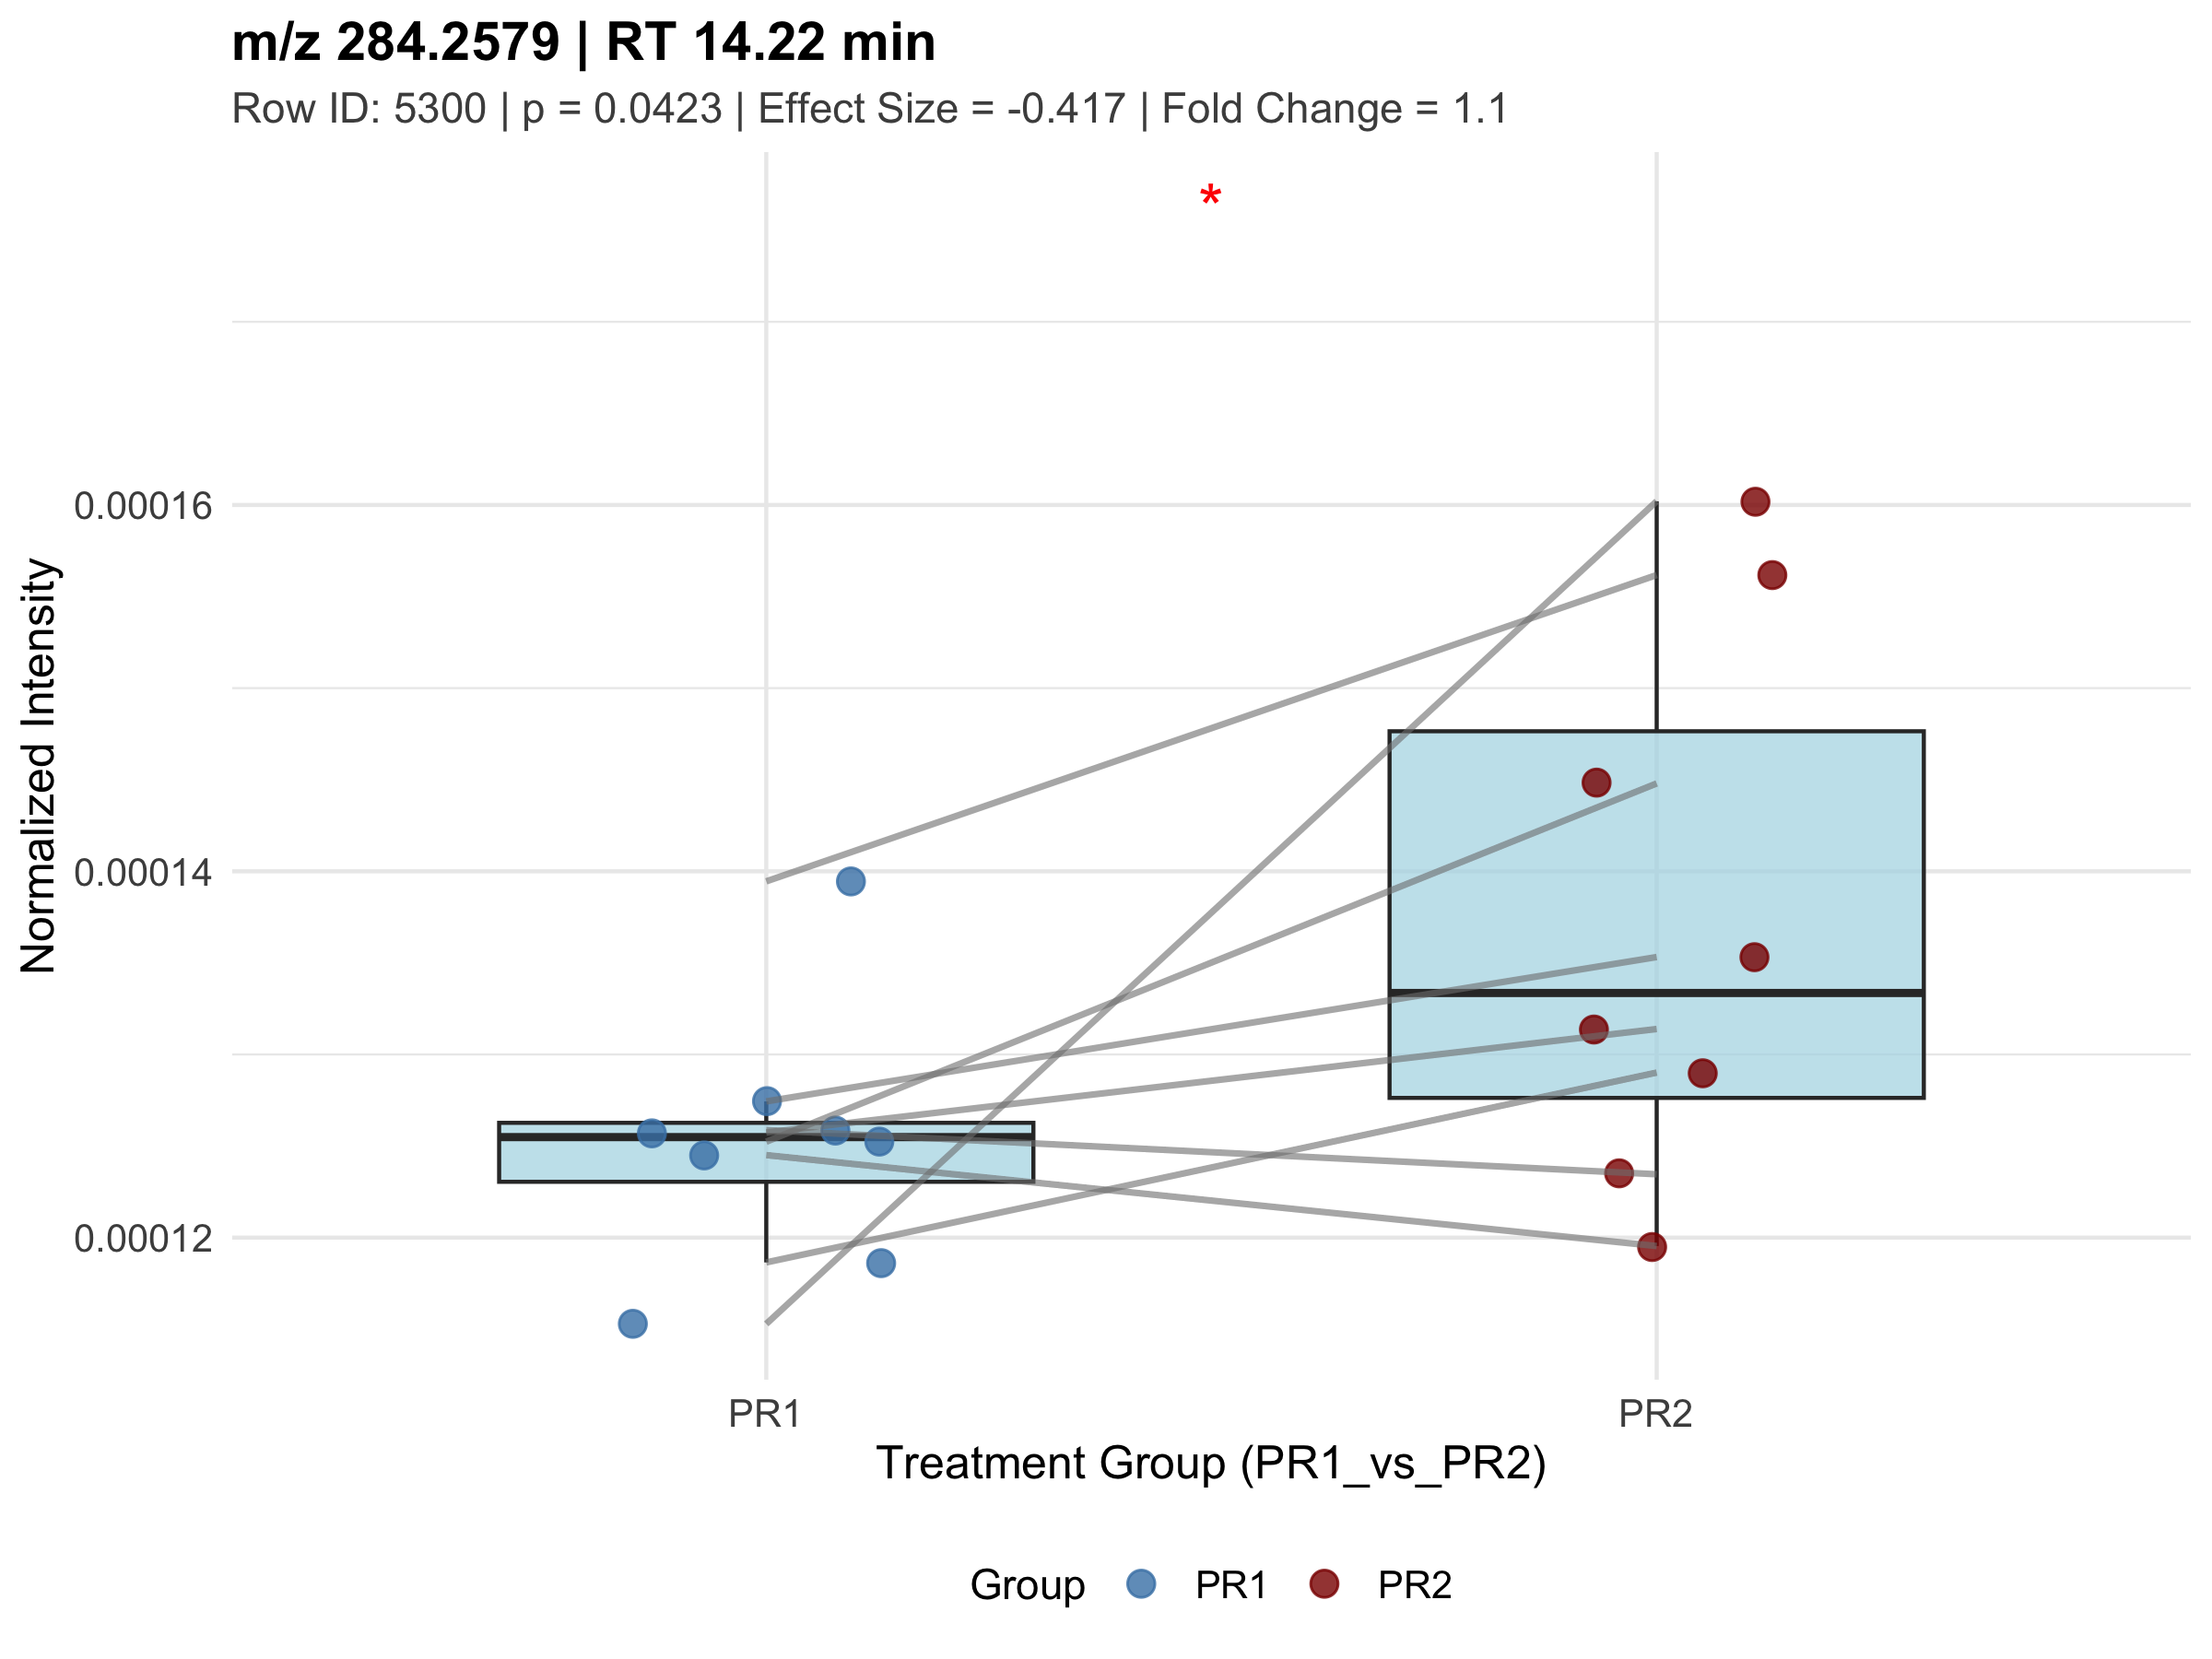 m/z 284.2579 | RT 14.22 min
Row ID: 5300 | p = 0.0423 | Effect Size = -0.417 | Fold Change = 1.1
*
Normalized Intensity
0.00016
0.00014
0.00012
PR1
PR2
Treatment Group (PR1_vs_PR2)
Group PR1 PR2